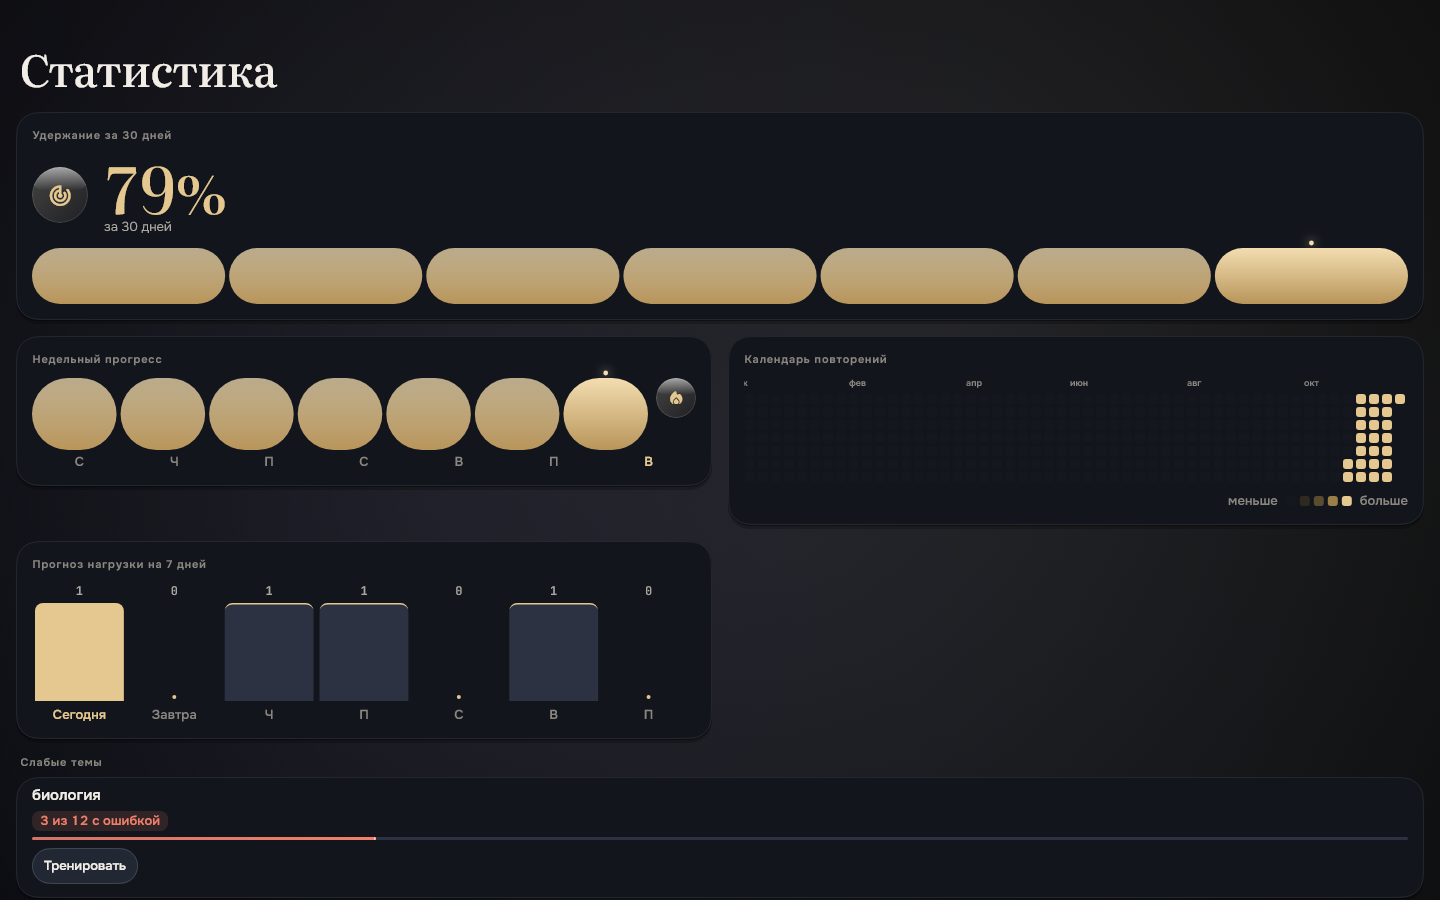 Статистика
Удержание за 30 дней
79%
за 30 дней
Недельный прогресс
С Ч П С В П В
Календарь повторений
к фев апр июн авг окт
меньше больше
Прогноз нагрузки на 7 дней
1 0 1 1 0 1 0
Сегодня Завтра Ч П С В П
Слабые темы
биология
3 из 12 с ошибкой
Тренировать